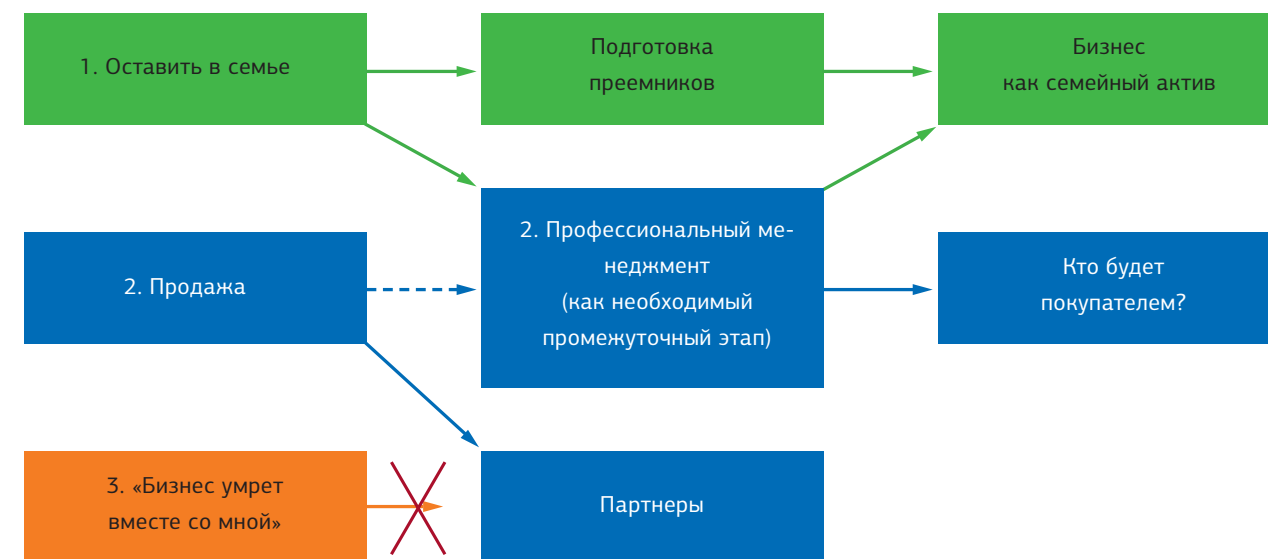 1. Оставить в семье
Подготовка
преемников
Бизнес
как семейный актив
2. Продажа
2. Профессиональный ме-
неджмент
(как необходимый
промежуточный этап)
Кто будет
покупателем?
3. «Бизнес умрет
вместе со мной»
Партнеры